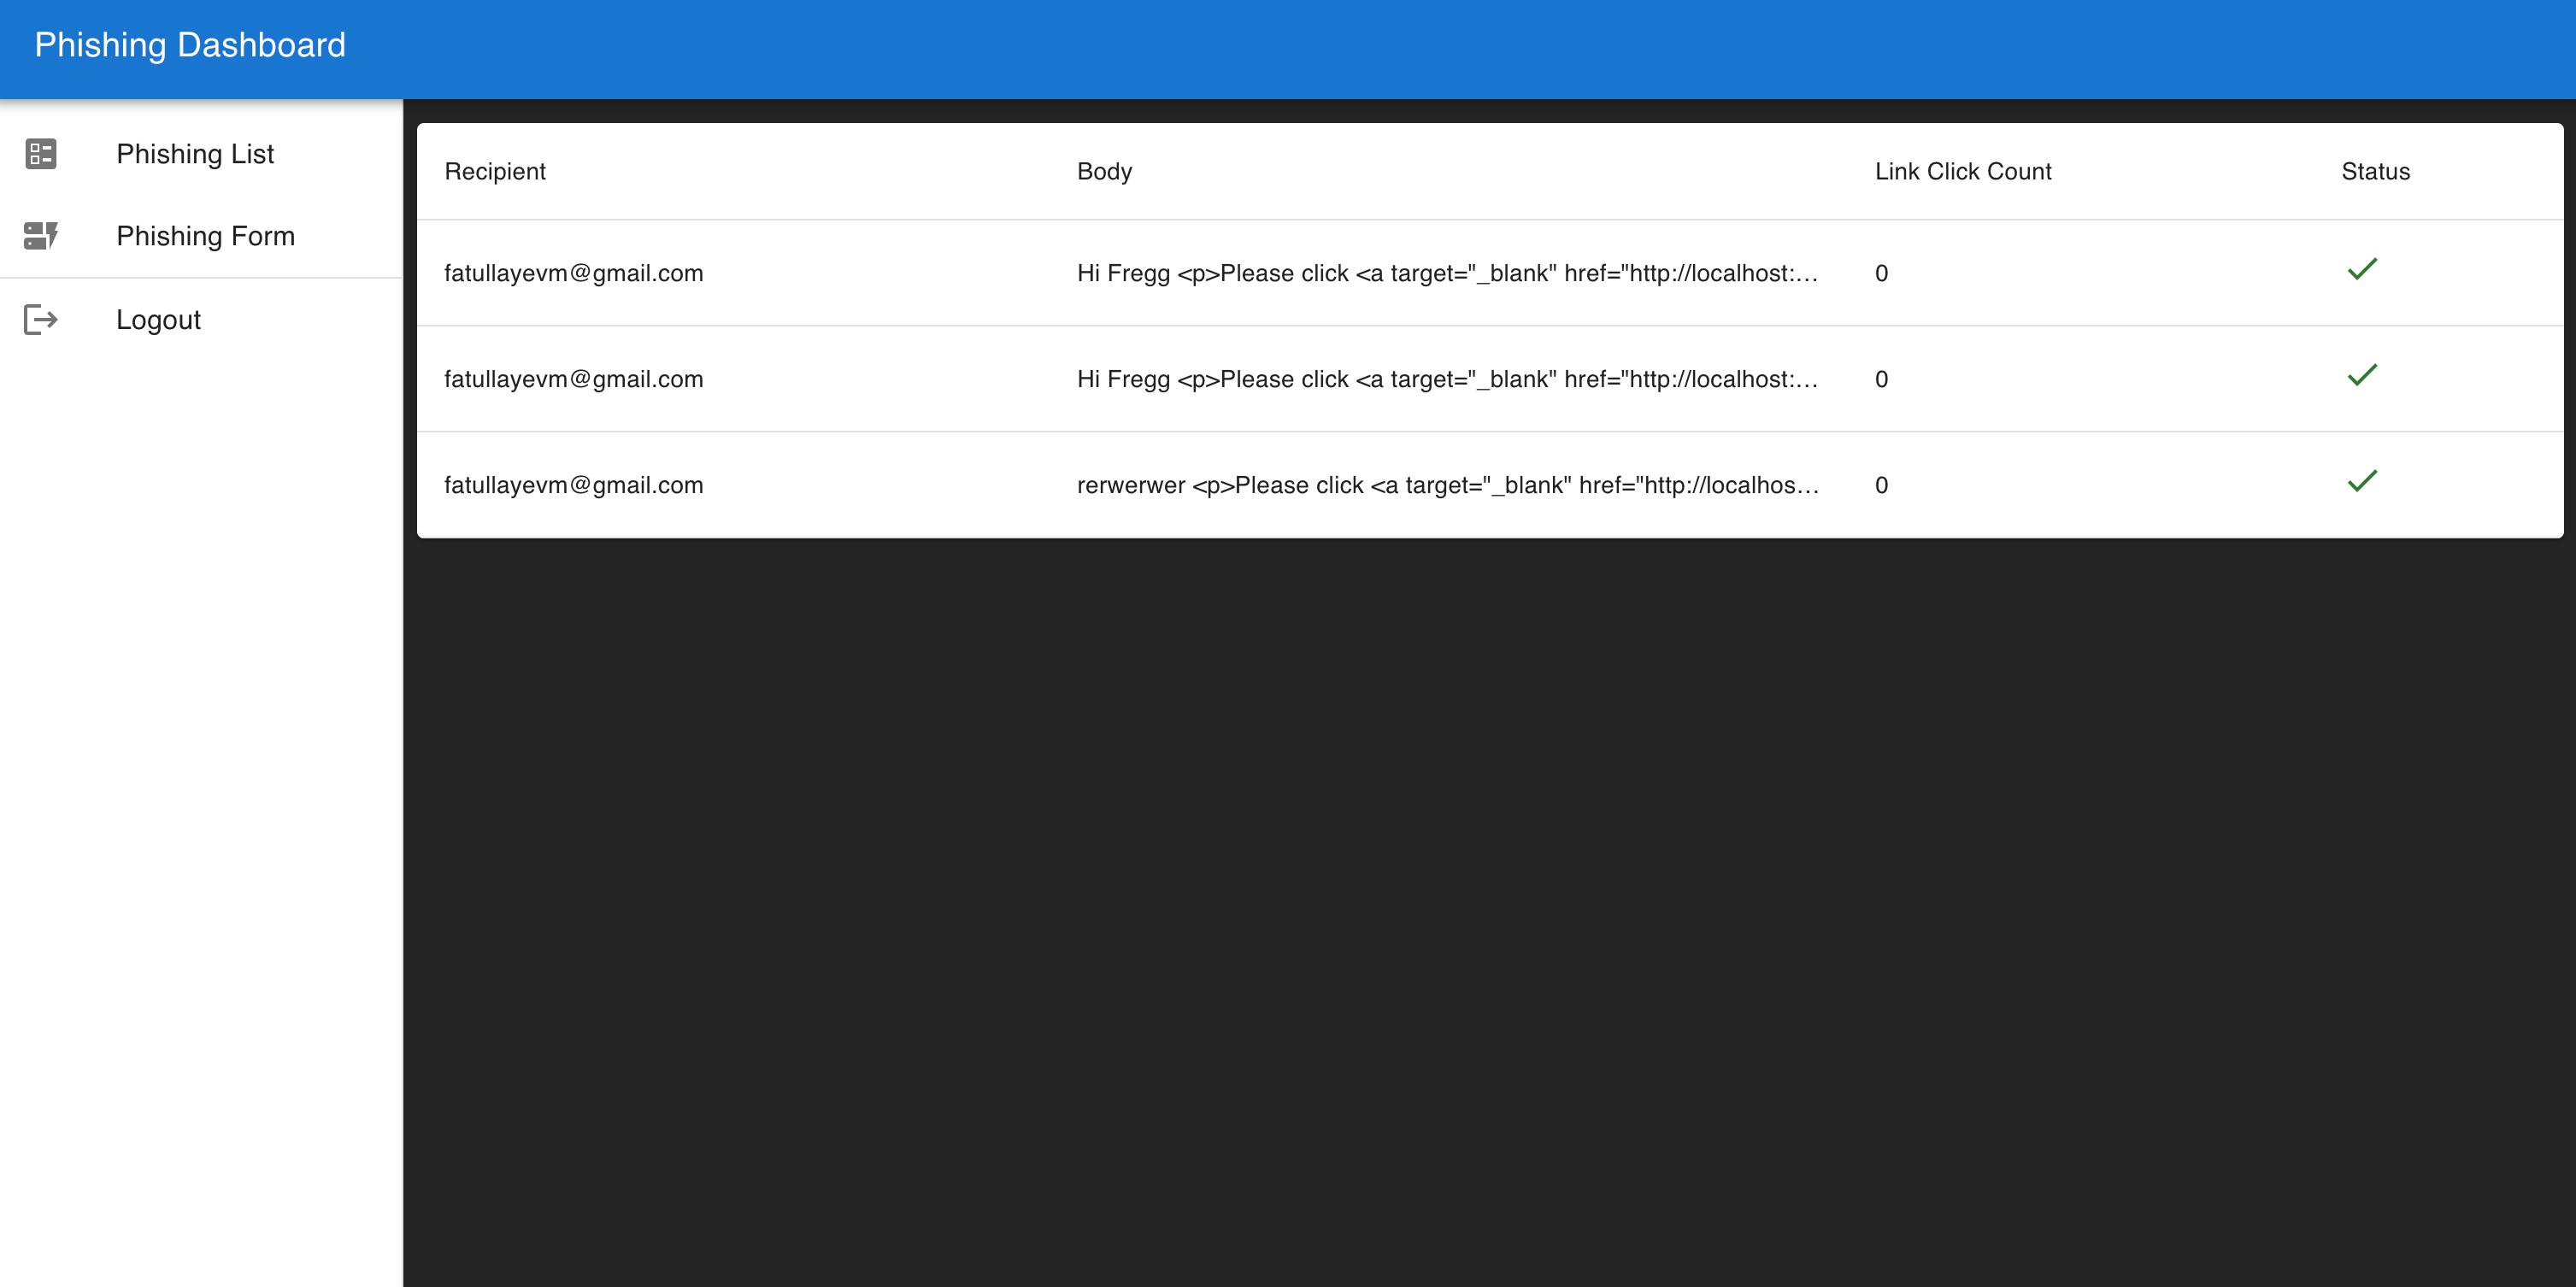 Phishing Dashboard
Phishing List
Phishing Form
Logout
Recipient Body Link Click Count Status
fatullayevm@gmail.com Hi Fregg <p>Please click <a target="_blank" href="http://localhost:... 0
fatullayevm@gmail.com Hi Fregg <p>Please click <a target="_blank" href="http://localhost:... 0
fatullayevm@gmail.com rerwerwer <p>Please click <a target="_blank" href="http://localhos... 0